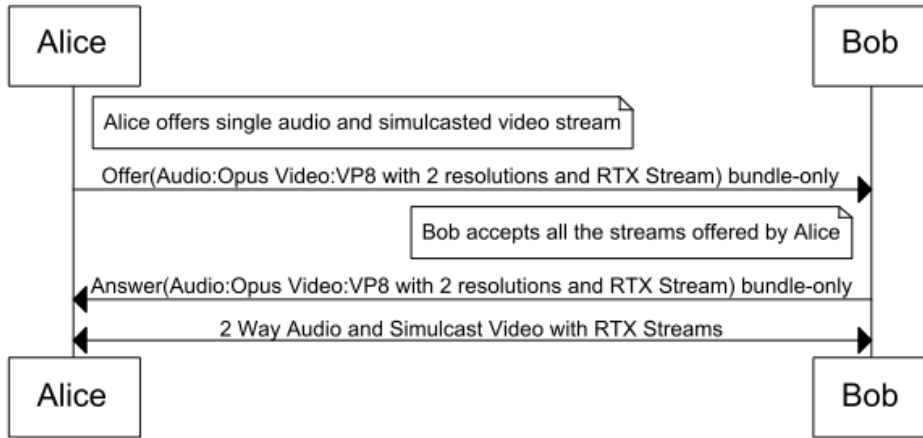 Alice
Bob
Alice offers single audio and simulcasted video stream
Offer(Audio:Opus Video:VP8 with 2 resolutions and RTX Stream) bundle-only
Bob accepts all the streams offered by Alice
Answer(Audio:Opus Video:VP8 with 2 resolutions and RTX Stream) bundle-only
2 Way Audio and Simulcast Video with RTX Streams
Alice
Bob